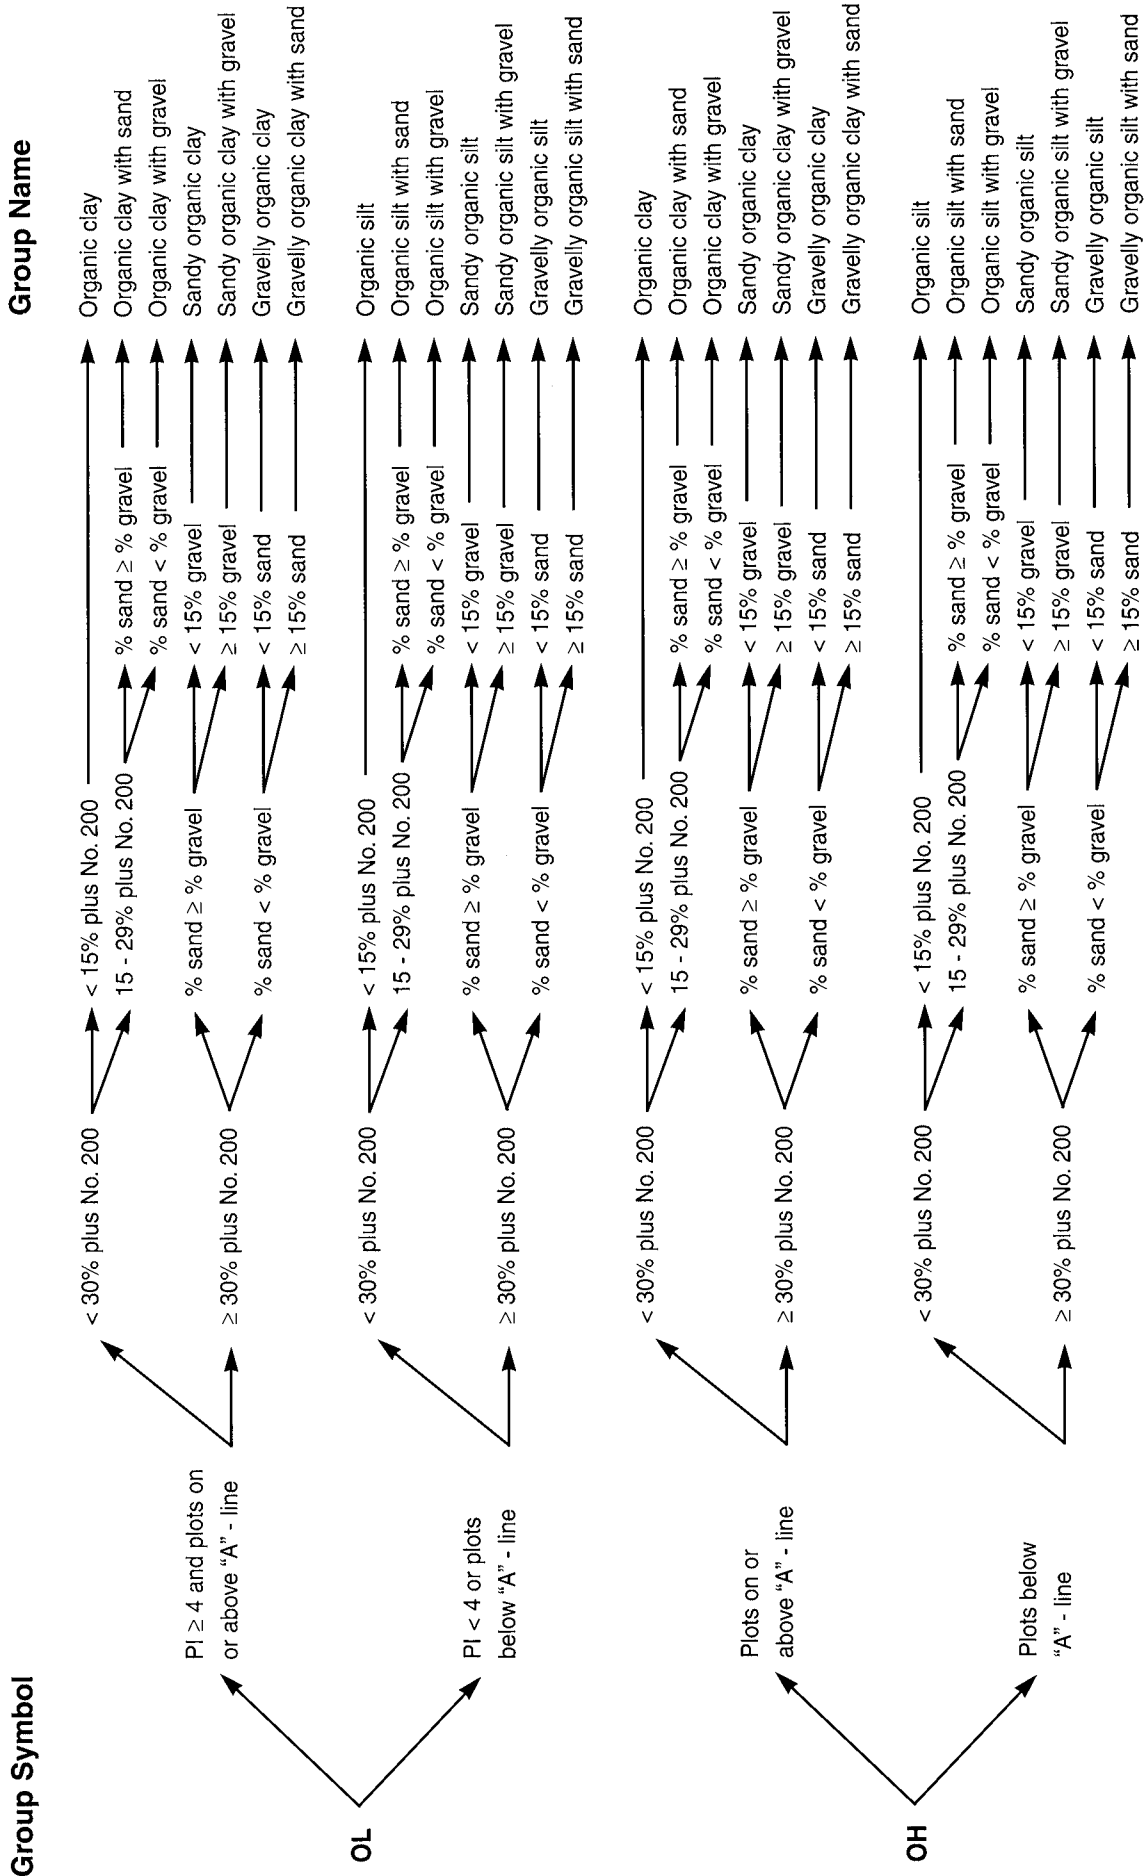 Group Symbol
Group Name
OL
PI ≥ 4 and plots on
or above “A” - line
< 30% plus No. 200
< 15% plus No. 200
Organic clay
15 - 29% plus No. 200
% sand ≥ % gravel
Organic clay with sand
% sand < % gravel
Organic clay with gravel
≥ 30% plus No. 200
% sand ≥ % gravel
< 15% gravel
Sandy organic clay
≥ 15% gravel
Sandy organic clay with gravel
% sand < % gravel
< 15% sand
Gravelly organic clay
≥ 15% sand
Gravelly organic clay with sand
PI < 4 or plots
below “A” - line
< 30% plus No. 200
< 15% plus No. 200
Organic silt
15 - 29% plus No. 200
% sand ≥ % gravel
Organic silt with sand
% sand < % gravel
Organic silt with gravel
≥ 30% plus No. 200
% sand ≥ % gravel
< 15% gravel
Sandy organic silt
≥ 15% gravel
Sandy organic silt with gravel
% sand < % gravel
< 15% sand
Gravelly organic silt
≥ 15% sand
Gravelly organic silt with sand
OH
Plots on or
above “A” - line
< 30% plus No. 200
< 15% plus No. 200
Organic clay
15 - 29% plus No. 200
% sand ≥ % gravel
Organic clay with sand
% sand < % gravel
Organic clay with gravel
≥ 30% plus No. 200
% sand ≥ % gravel
< 15% gravel
Sandy organic clay
≥ 15% gravel
Sandy organic clay with gravel
% sand < % gravel
< 15% sand
Gravelly organic clay
≥ 15% sand
Gravelly organic clay with sand
Plots below
“A” - line
< 30% plus No. 200
< 15% plus No. 200
Organic silt
15 - 29% plus No. 200
% sand ≥ % gravel
Organic silt with sand
% sand < % gravel
Organic silt with gravel
≥ 30% plus No. 200
% sand ≥ % gravel
< 15% gravel
Sandy organic silt
≥ 15% gravel
Sandy organic silt with gravel
% sand < % gravel
< 15% sand
Gravelly organic silt
≥ 15% sand
Gravelly organic silt with sand